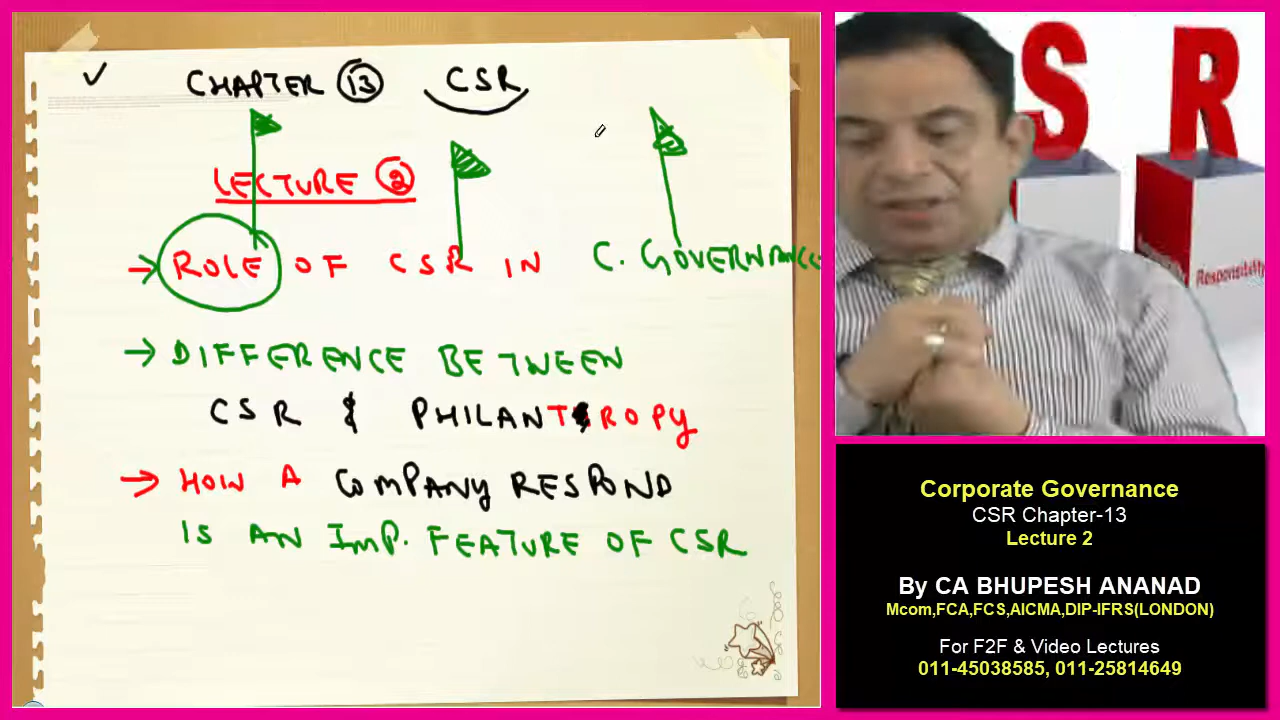 ✓ CHAPTER 13 CSR
LECTURE 2
→ ROLE OF CSR IN C. GOVERNANCE
→ DIFFERENCE BETWEEN
CSR & PHILANTHROPY
→ HOW A COMPANY RESPOND
IS AN IMP. FEATURE OF CSR
S R
Responsibility
Corporate Governance
CSR Chapter-13
Lecture 2
By CA BHUPESH ANANAD
Mcom,FCA,FCS,AICMA,DIP-IFRS(LONDON)
For F2F & Video Lectures
011-45038585, 011-25814649